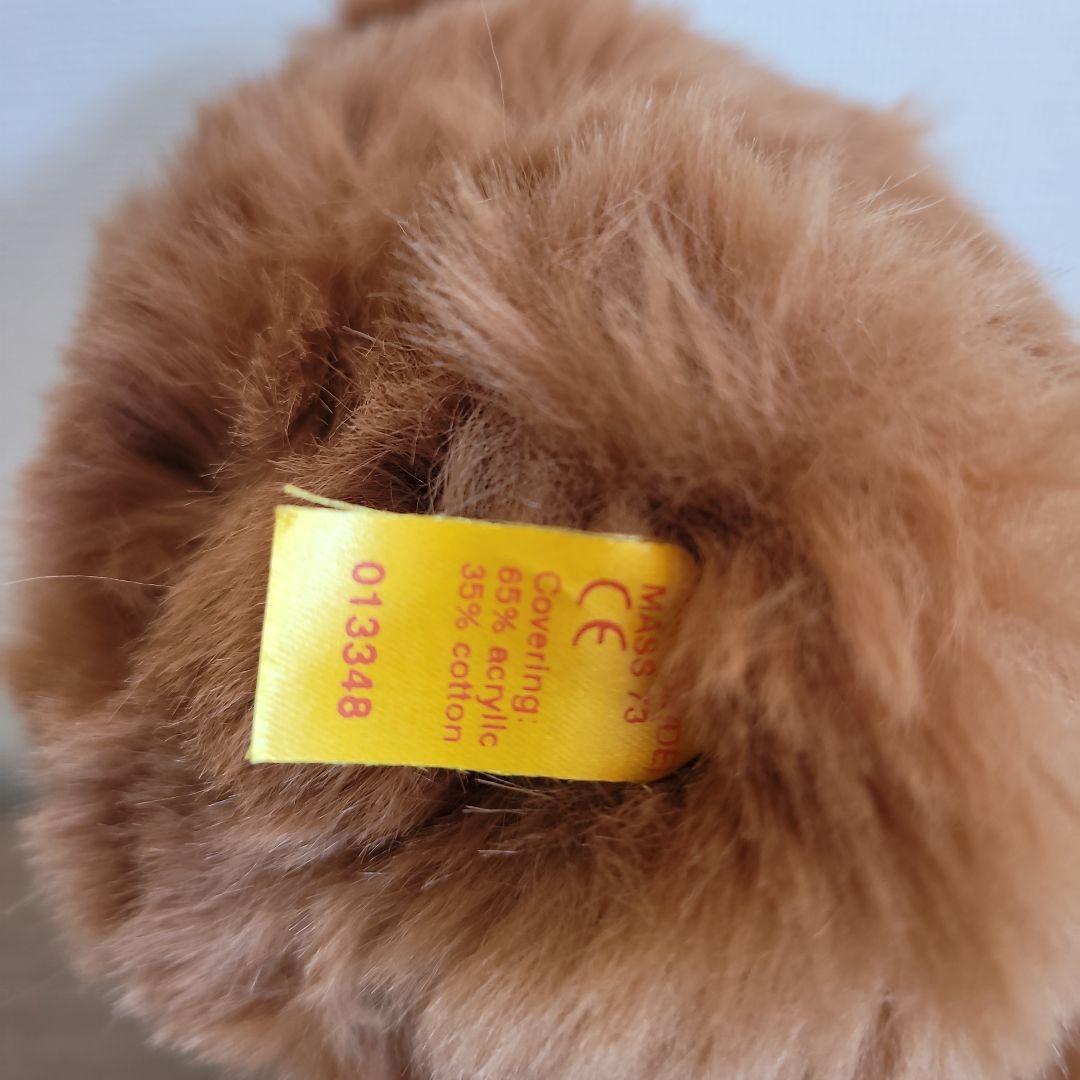 MASS 73
CE
Covering:
65% acrylic
35% cotton
013348